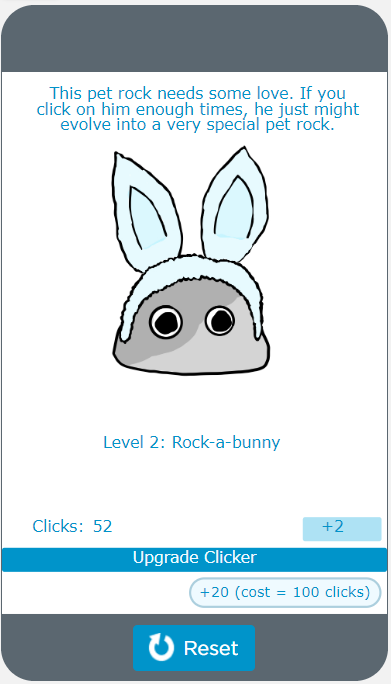 This pet rock needs some love. If you
click on him enough times, he just might
evolve into a very special pet rock.
Level 2: Rock-a-bunny
Clicks: 52
+2
Upgrade Clicker
+20 (cost = 100 clicks)
Reset